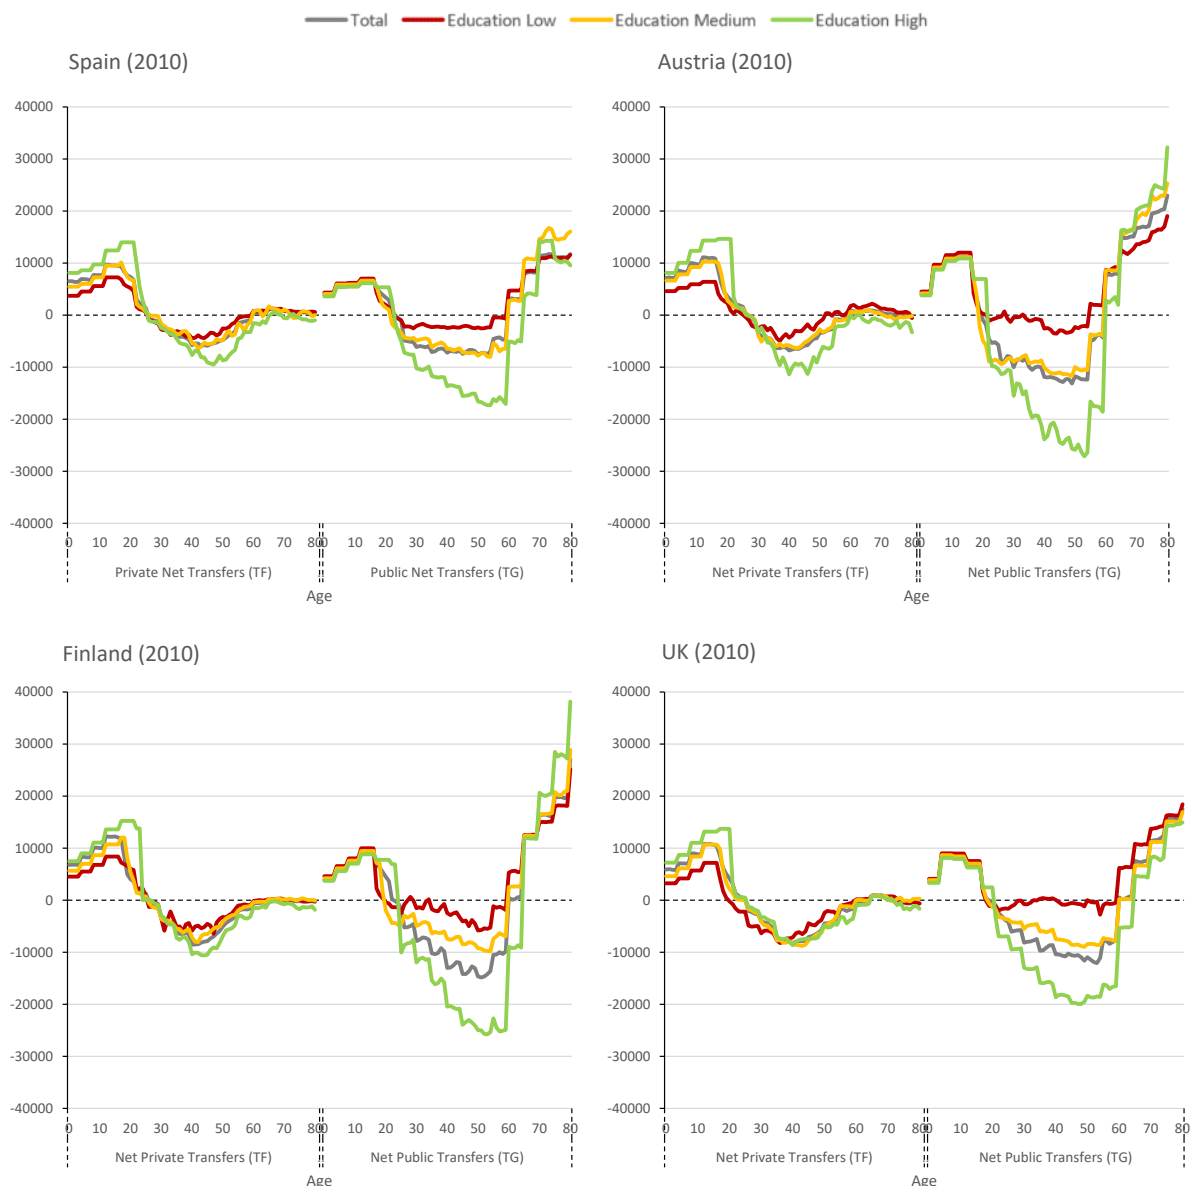 Total Education Low Education Medium Education High
Spain (2010) Austria (2010)
40000 40000
30000 30000
20000 20000
10000 10000
0 0
-10000 -10000
-20000 -20000
-30000 -30000
-40000 -40000
0 10 20 30 40 50 60 70 80 0 10 20 30 40 50 60 70 80 0 10 20 30 40 50 60 70 80 0 10 20 30 40 50 60 70 80
Private Net Transfers (TF) Public Net Transfers (TG) Net Private Transfers (TF) Net Public Transfers (TG)
Age Age
Finland (2010) UK (2010)
40000 40000
30000 30000
20000 20000
10000 10000
0 0
-10000 -10000
-20000 -20000
-30000 -30000
-40000 -40000
0 10 20 30 40 50 60 70 80 0 10 20 30 40 50 60 70 80 0 10 20 30 40 50 60 70 80 0 10 20 30 40 50 60 70 80
Net Private Transfers (TF) Net Public Transfers (TG) Net Private Transfers (TF) Net Public Transfers (TG)
Age Age